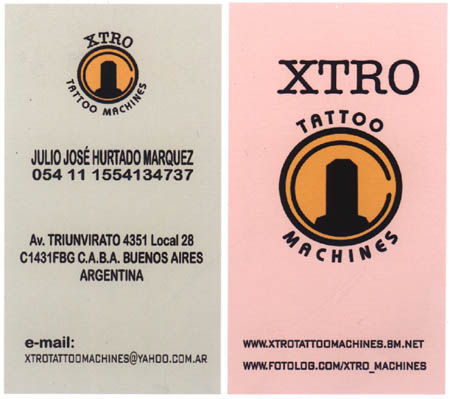 XTRO
TATTOO MACHINES
JULIO JOSÉ HURTADO MARQUEZ
054 11 1554134737
Av. TRIUNVIRATO 4351 Local 28
C1431FBG C.A.B.A. BUENOS AIRES
ARGENTINA
e-mail:
XTROTATTOOMACHINES@YAHOO.COM.AR
XTRO
TATTOO
MACHINES
WWW.XTROTATTOOMACHINES.8M.NET
WWW.FOTOLOG.COM/XTRO_MACHINES